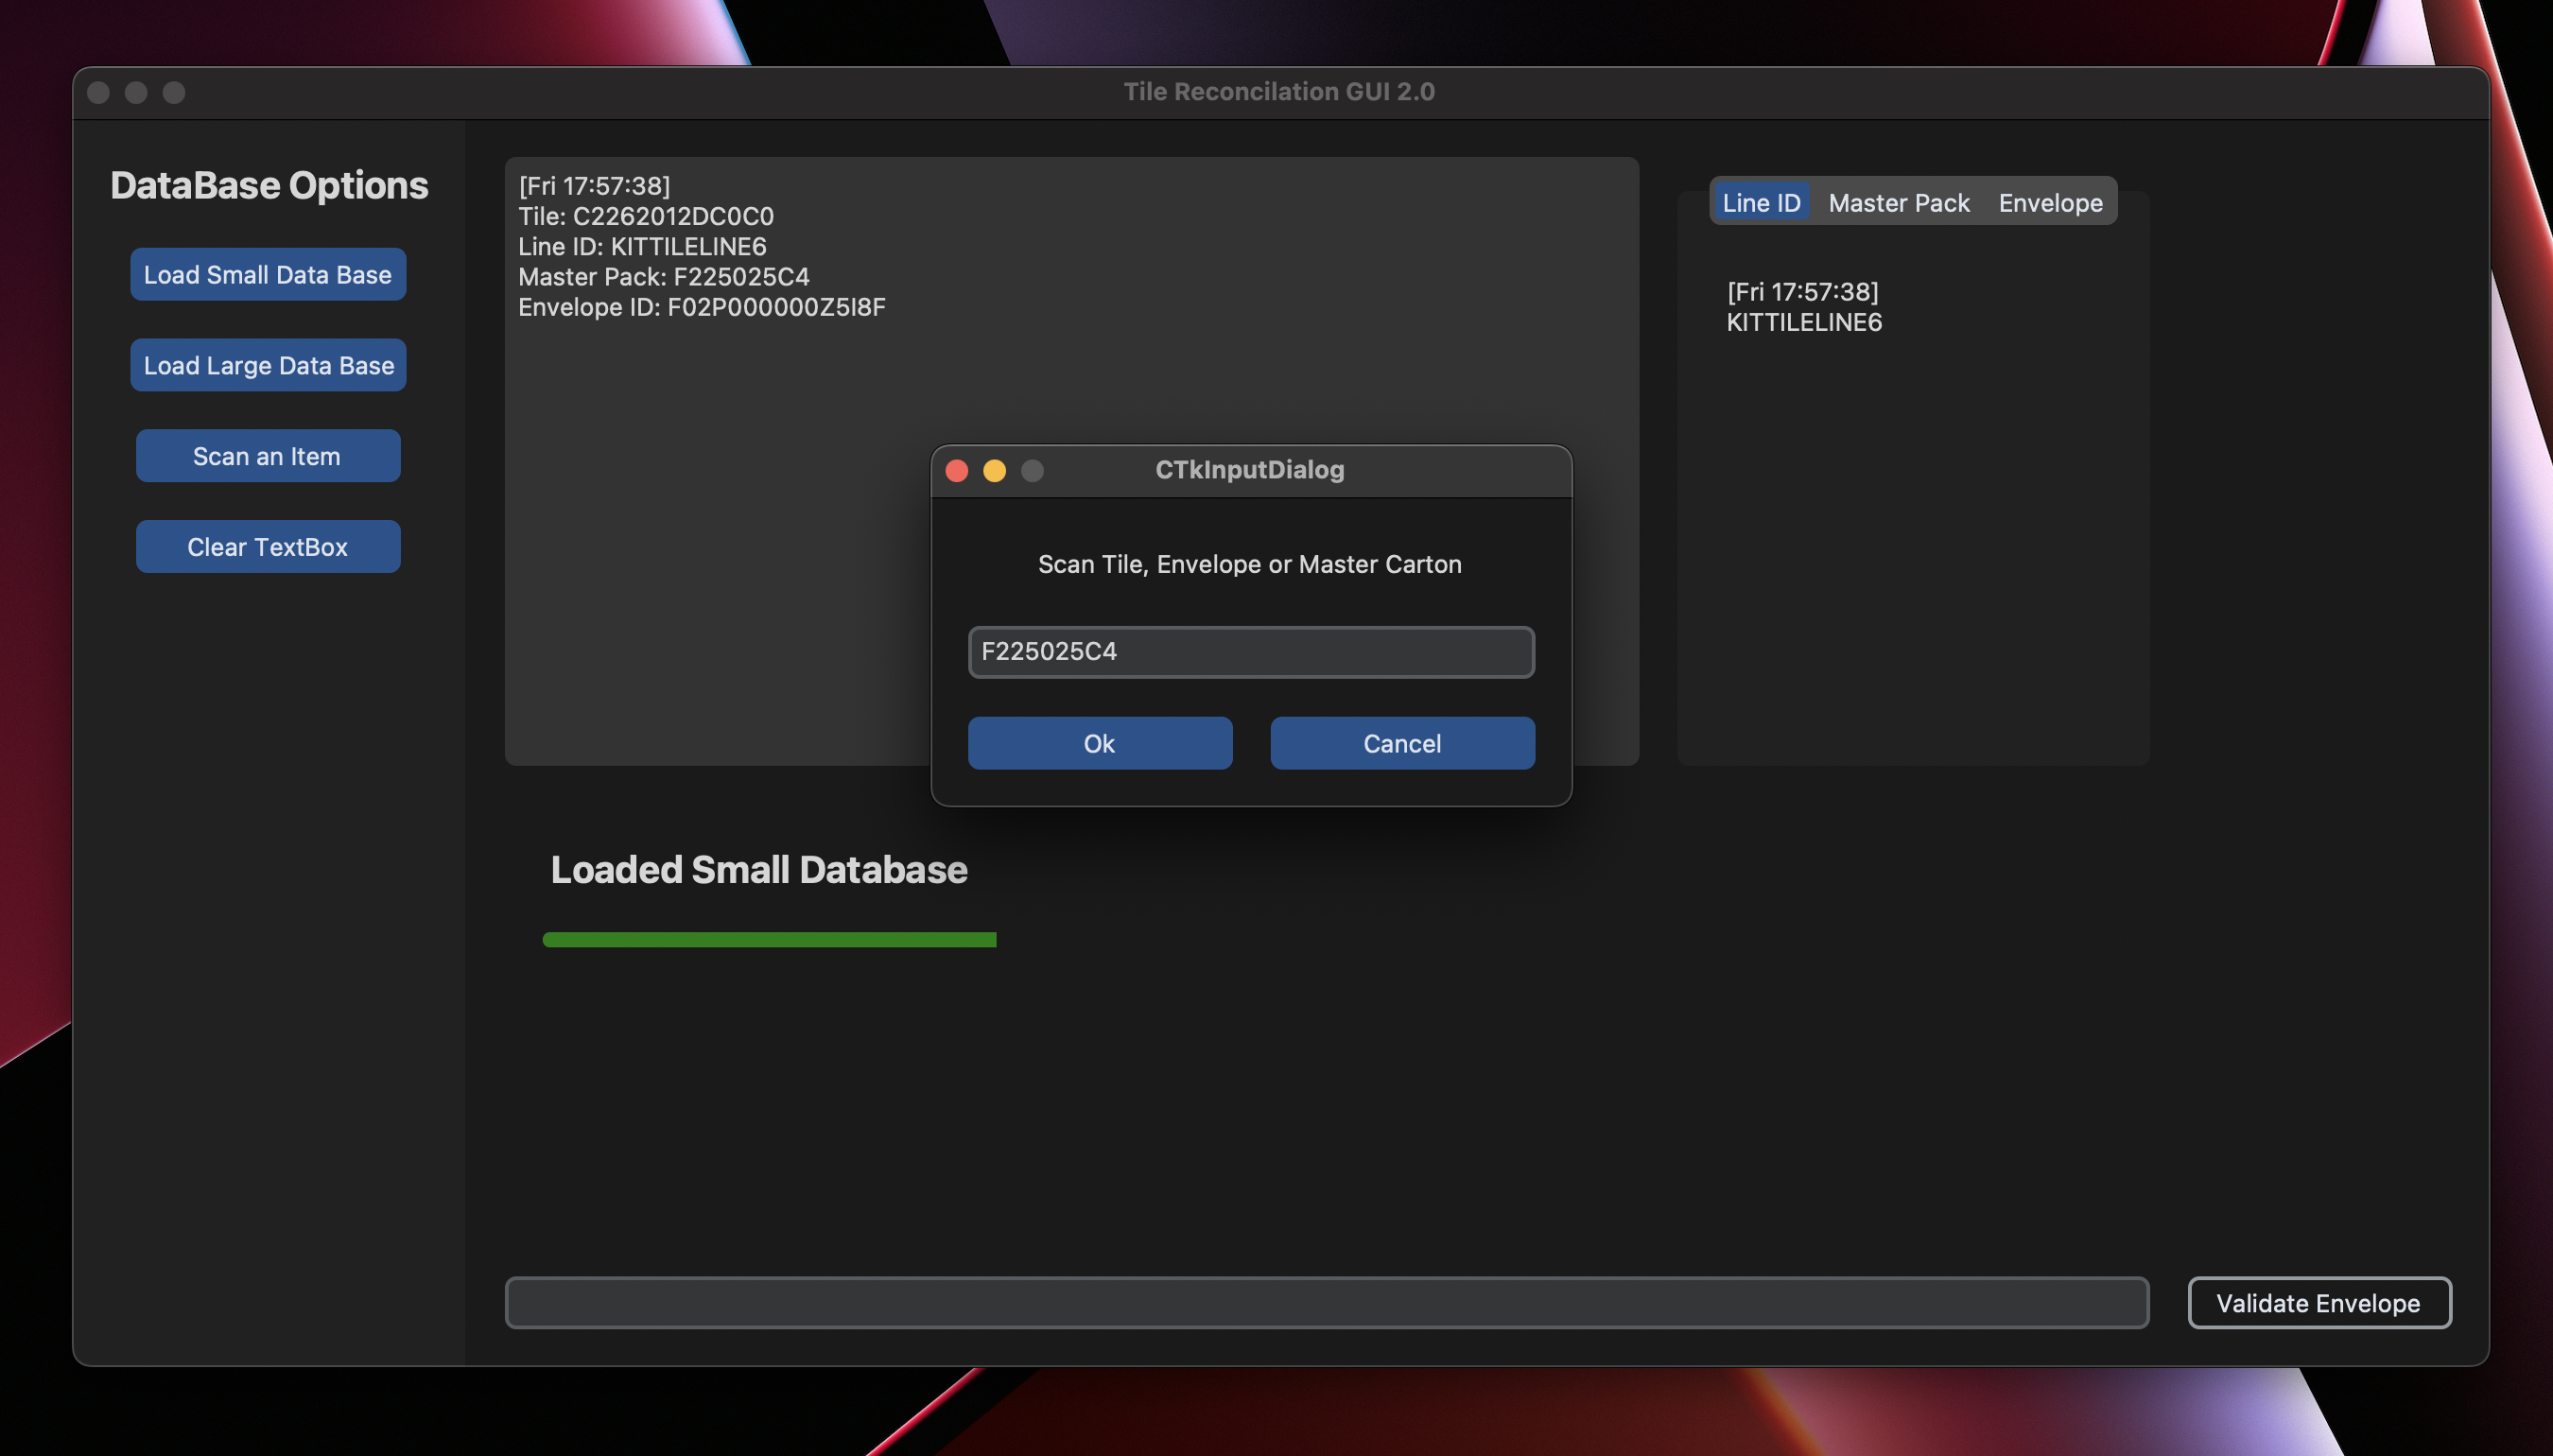 Tile Reconcilation GUI 2.0
DataBase Options
Load Small Data Base
Load Large Data Base
Scan an Item
Clear TextBox
[Fri 17:57:38]
Tile: C2262012DC0C0
Line ID: KITTILELINE6
Master Pack: F225025C4
Envelope ID: F02P000000Z5I8F
Line ID Master Pack Envelope
[Fri 17:57:38]
KITTILELINE6
CTkInputDialog
Scan Tile, Envelope or Master Carton
F225025C4
Ok Cancel
Loaded Small Database
Validate Envelope